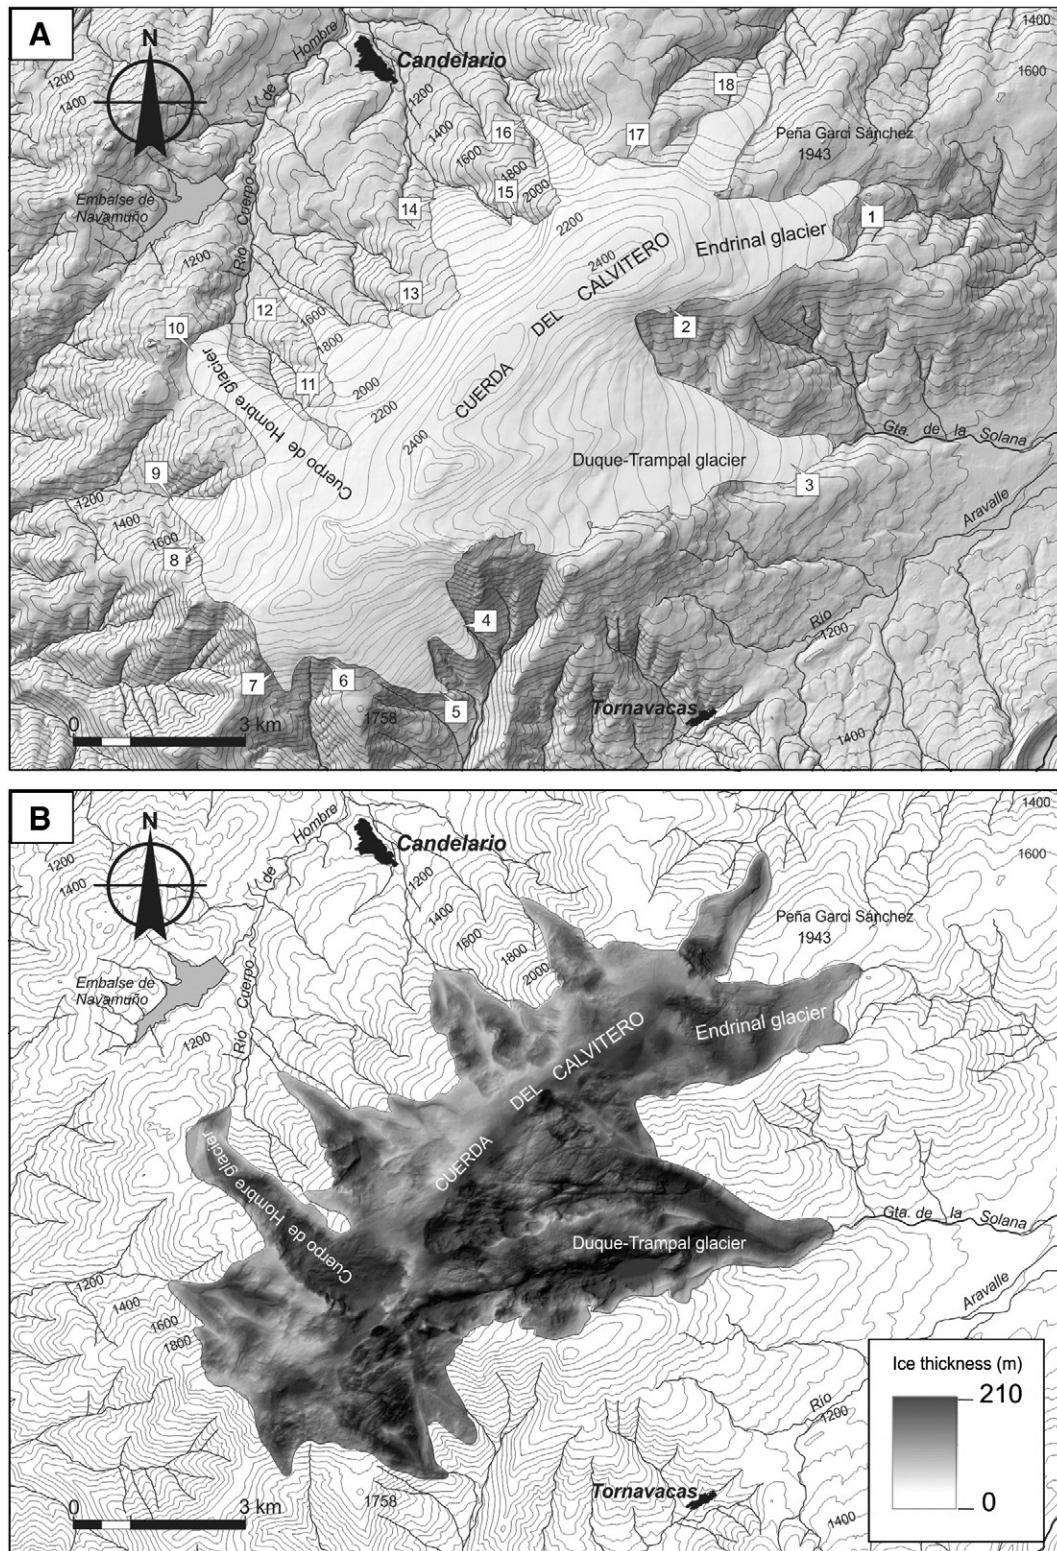 A
N
Hombre
de
Candelario
1200
1400
1200
1400
1600
1800
2000
1400
1600
18
17
16
15
14
13
12
11
10
9
8
7
6
5
4
3
2
1
Peña Garci Sánchez
1943
Embalse de
Navamuño
1200
Río Cuerpo
2200
2400
Endrinal glacier
CUERDA DEL CALVITERO
1600
1800
2000
2200
2400
Cuerpo de Hombre glacier
Duque-Trampal glacier
Gta. de la Solana
Aravalle
Río
1200
1200
1400
1600
1758
Tornavacas
1400
0 3 km
B
N
Hombre
de
Candelario
1200
1400
1200
1400
1600
1800
2000
1400
1600
Peña Garci Sánchez
1943
Embalse de
Navamuño
1200
Río Cuerpo
Endrinal glacier
CUERDA DEL CALVITERO
Cuerpo de Hombre glacier
Duque-Trampal glacier
Gta. de la Solana
Aravalle
Río
1200
1200
1400
1600
1800
1758
Tornavacas
1400
0 3 km
Ice thickness (m)
210
0